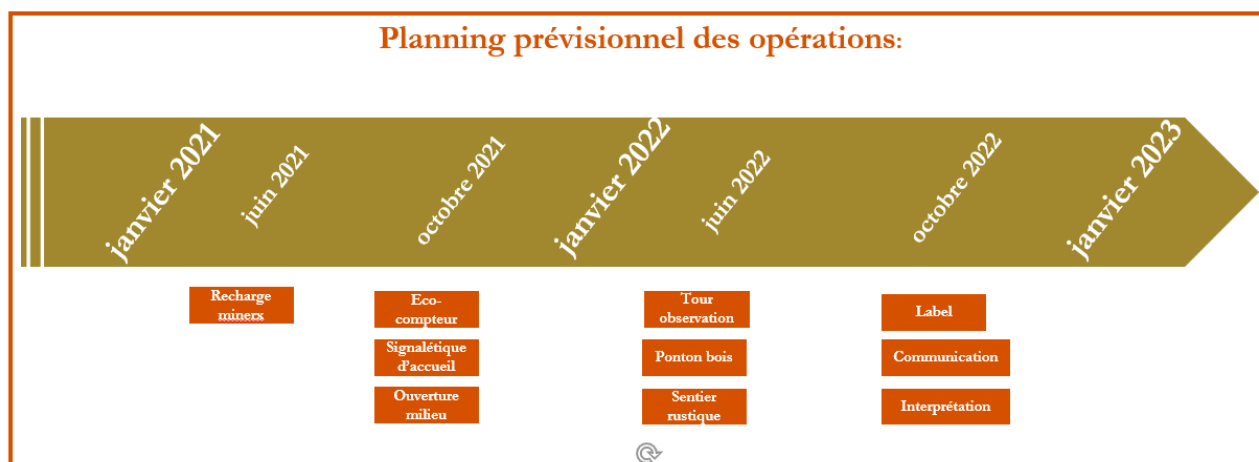 Planning prévisionnel des opérations:
janvier 2021
juin 2021
octobre 2021
janvier 2022
juin 2022
octobre 2022
janvier 2023
Recharge
minerx
Eco-
compteur
Signalétique
d'accueil
Ouverture
milieu
Tour
observation
Ponton bois
Sentier
rustique
Label
Communication
Interprétation